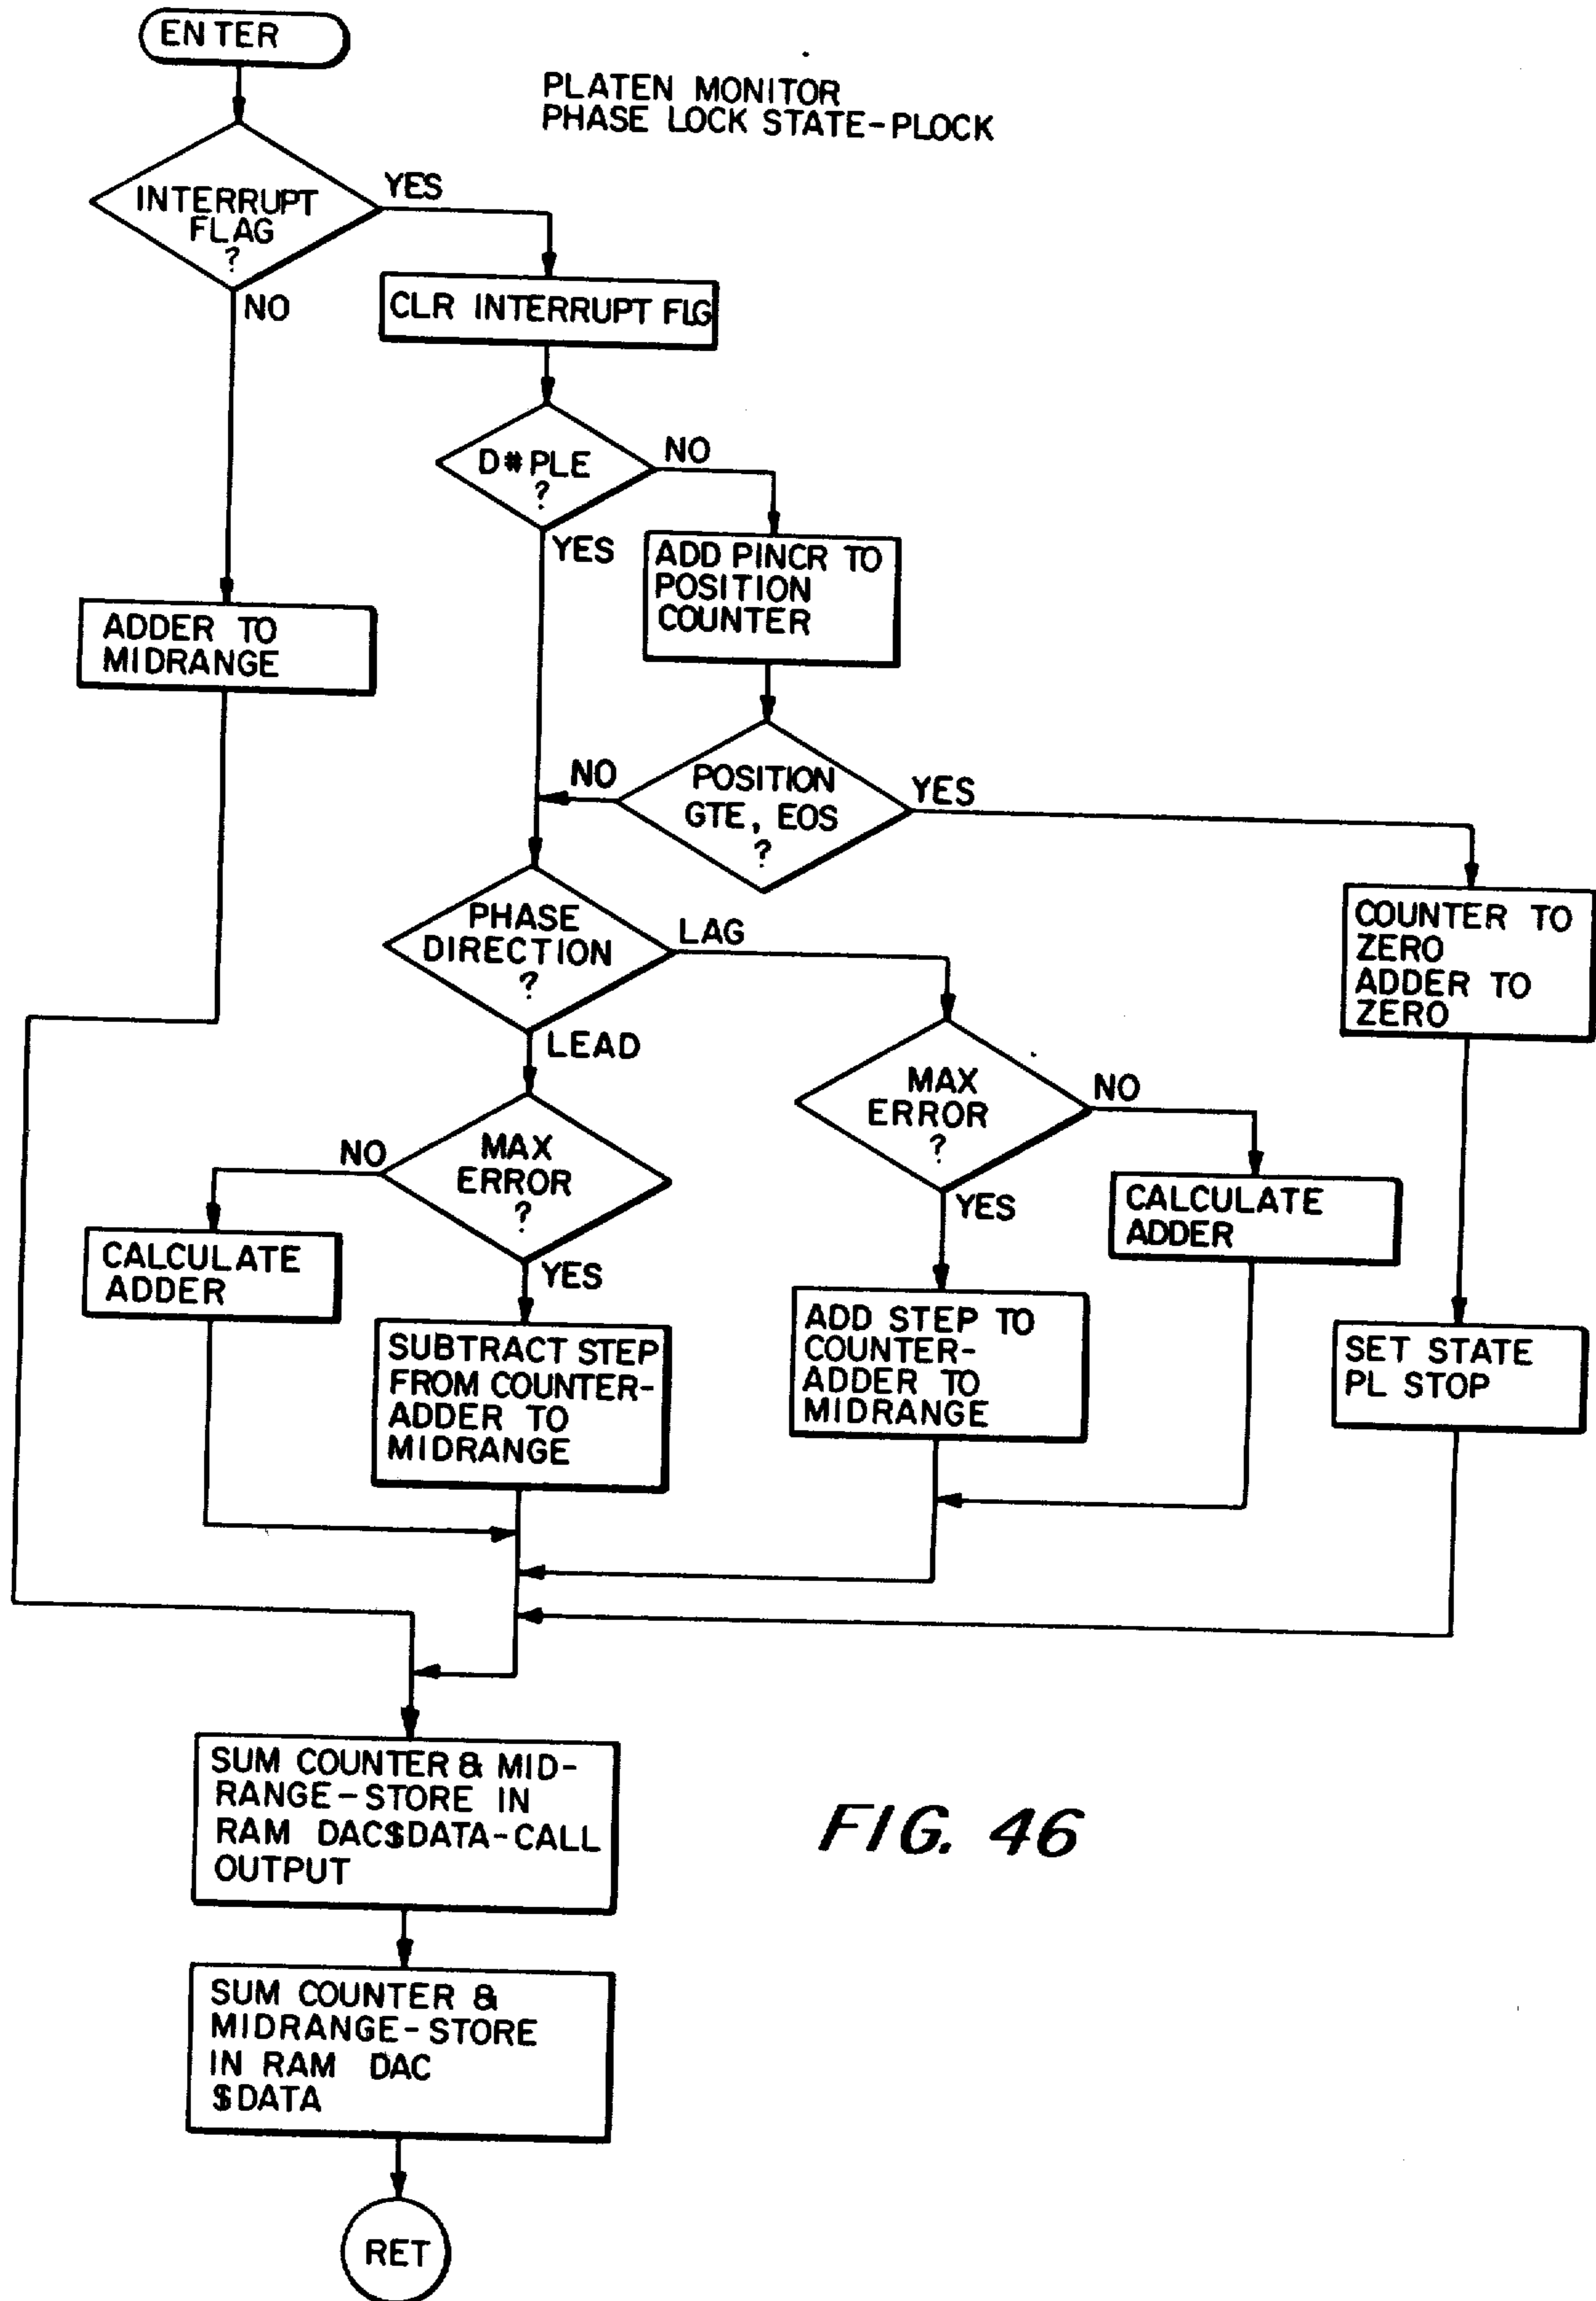 ENTER
PLATEN MONITOR
PHASE LOCK STATE-PLOCK
INTERRUPT
FLAG
?
YES
NO
CLR INTERRUPT FLG
D#PLE
?
NO
YES
ADD PINCR TO
POSITION
COUNTER
ADDER TO
MIDRANGE
POSITION
GTE, EOS
?
NO
YES
PHASE
DIRECTION
?
LAG
LEAD
COUNTER TO
ZERO
ADDER TO
ZERO
MAX
ERROR
?
NO
YES
MAX
ERROR
?
NO
YES
CALCULATE
ADDER
CALCULATE
ADDER
SUBTRACT STEP
FROM COUNTER-
ADDER TO
MIDRANGE
ADD STEP TO
COUNTER-
ADDER TO
MIDRANGE
SET STATE
PL STOP
SUM COUNTER & MID-
RANGE-STORE IN
RAM DAC$DATA-CALL
OUTPUT
FIG. 46
SUM COUNTER &
MIDRANGE-STORE
IN RAM DAC
$DATA
RET